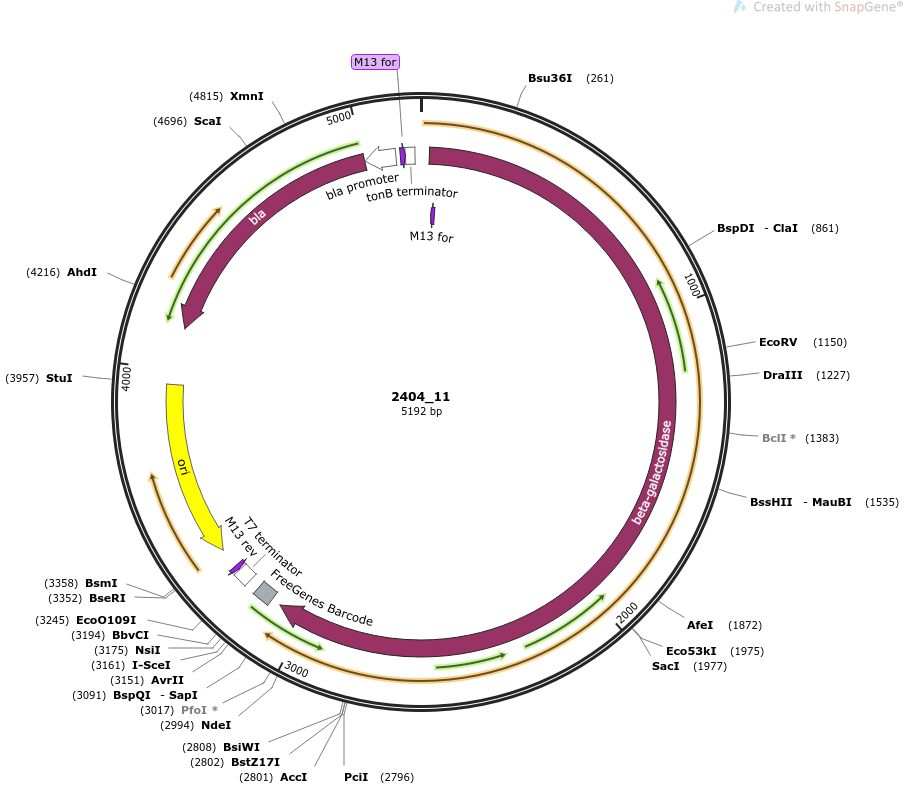 Created with SnapGene®
M13 for
Bsu36I (261)
(4815) XmnI
(4696) ScaI
5000
bla promoter
tonB terminator
bla
M13 for
BspDI - ClaI (861)
(4216) AhdI
1000
EcoRV (1150)
DraIII (1227)
(3957) StuI
4000
2404_11
5192 bp
BclI * (1383)
beta-galactosidase
ori
BssHII - MauBI (1535)
T7 terminator
M13 rev
FreeGenes Barcode
(3358) BsmI
(3352) BseRI
2000
(3245) EcoO109I
AfeI (1872)
(3194) BbvCI
(3175) NsiI
Eco53kI (1975)
(3161) I-SceI
SacI (1977)
3000
(3151) AvrII
(3091) BspQI - SapI
(3017) PfoI *
(2994) NdeI
(2808) BsiWI
(2802) BstZ17I
(2801) AccI
PciI (2796)